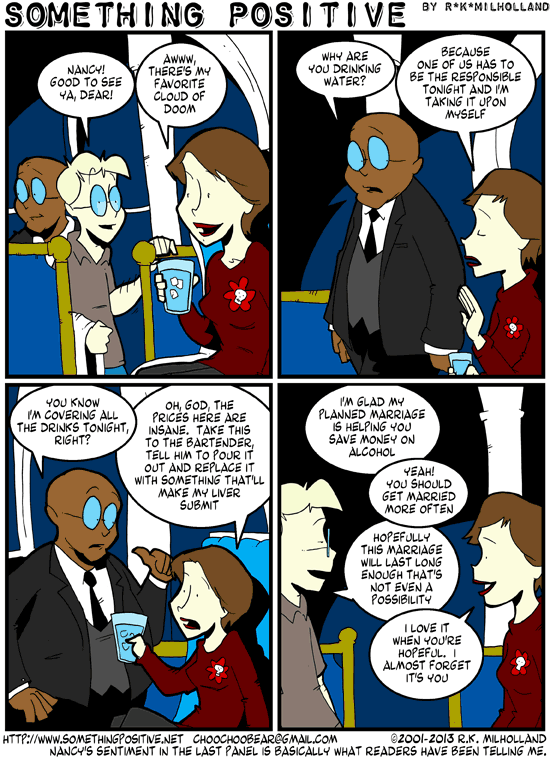 SOMETHING POSITIVE BY R*K*MILHOLLAND
NANCY!
GOOD TO SEE
YA, DEAR!
AWWW,
THERE'S MY
FAVORITE
CLOUD OF
DOOM
WHY ARE
YOU DRINKING
WATER?
BECAUSE
ONE OF US HAS TO
BE THE RESPONSIBLE
TONIGHT AND I'M
TAKING IT UPON
MYSELF
YOU KNOW
I'M COVERING ALL
THE DRINKS TONIGHT,
RIGHT?
OH, GOD, THE
PRICES HERE ARE
INSANE. TAKE THIS
TO THE BARTENDER,
TELL HIM TO POUR IT
OUT AND REPLACE IT
WITH SOMETHING THAT'LL
MAKE MY LIVER
SUBMIT
I'M GLAD MY
PLANNED MARRIAGE
IS HELPING YOU
SAVE MONEY ON
ALCOHOL
YEAH!
YOU SHOULD
GET MARRIED
MORE OFTEN
HOPEFULLY
THIS MARRIAGE
WILL LAST LONG
ENOUGH THAT'S
NOT EVEN A
POSSIBILITY
I LOVE IT
WHEN YOU'RE
HOPEFUL. I
ALMOST FORGET
IT'S YOU
HTTP://WWW.SOMETHINGPOSITIVE.NET CHOOCHOOBEAR@GMAIL.COM ©2001-2013 R.K. MILHOLLAND
NANCY'S SENTIMENT IN THE LAST PANEL IS BASICALLY WHAT READERS HAVE BEEN TELLING ME.